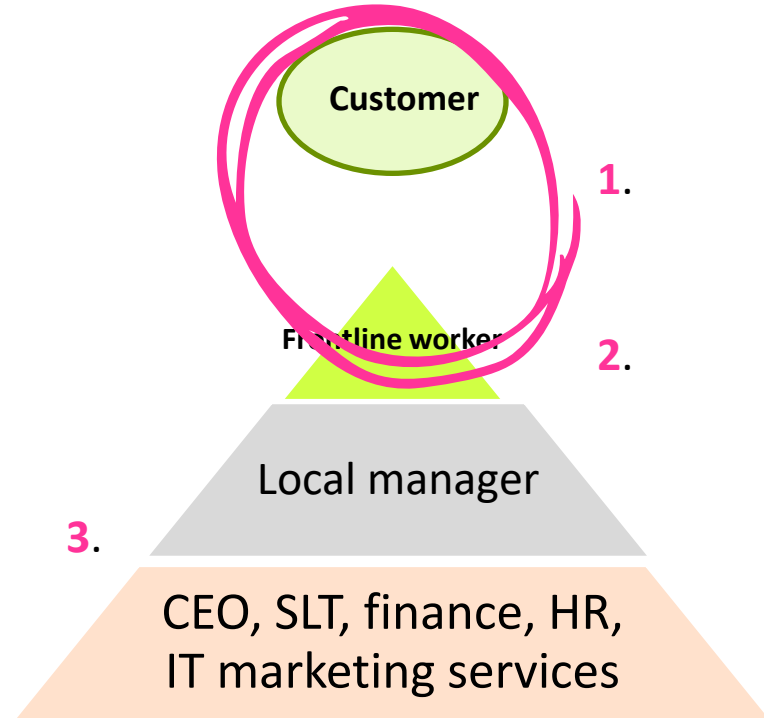 Customer
1.
Frontline worker
2.
Local manager
3.
CEO, SLT, finance, HR,
IT marketing services